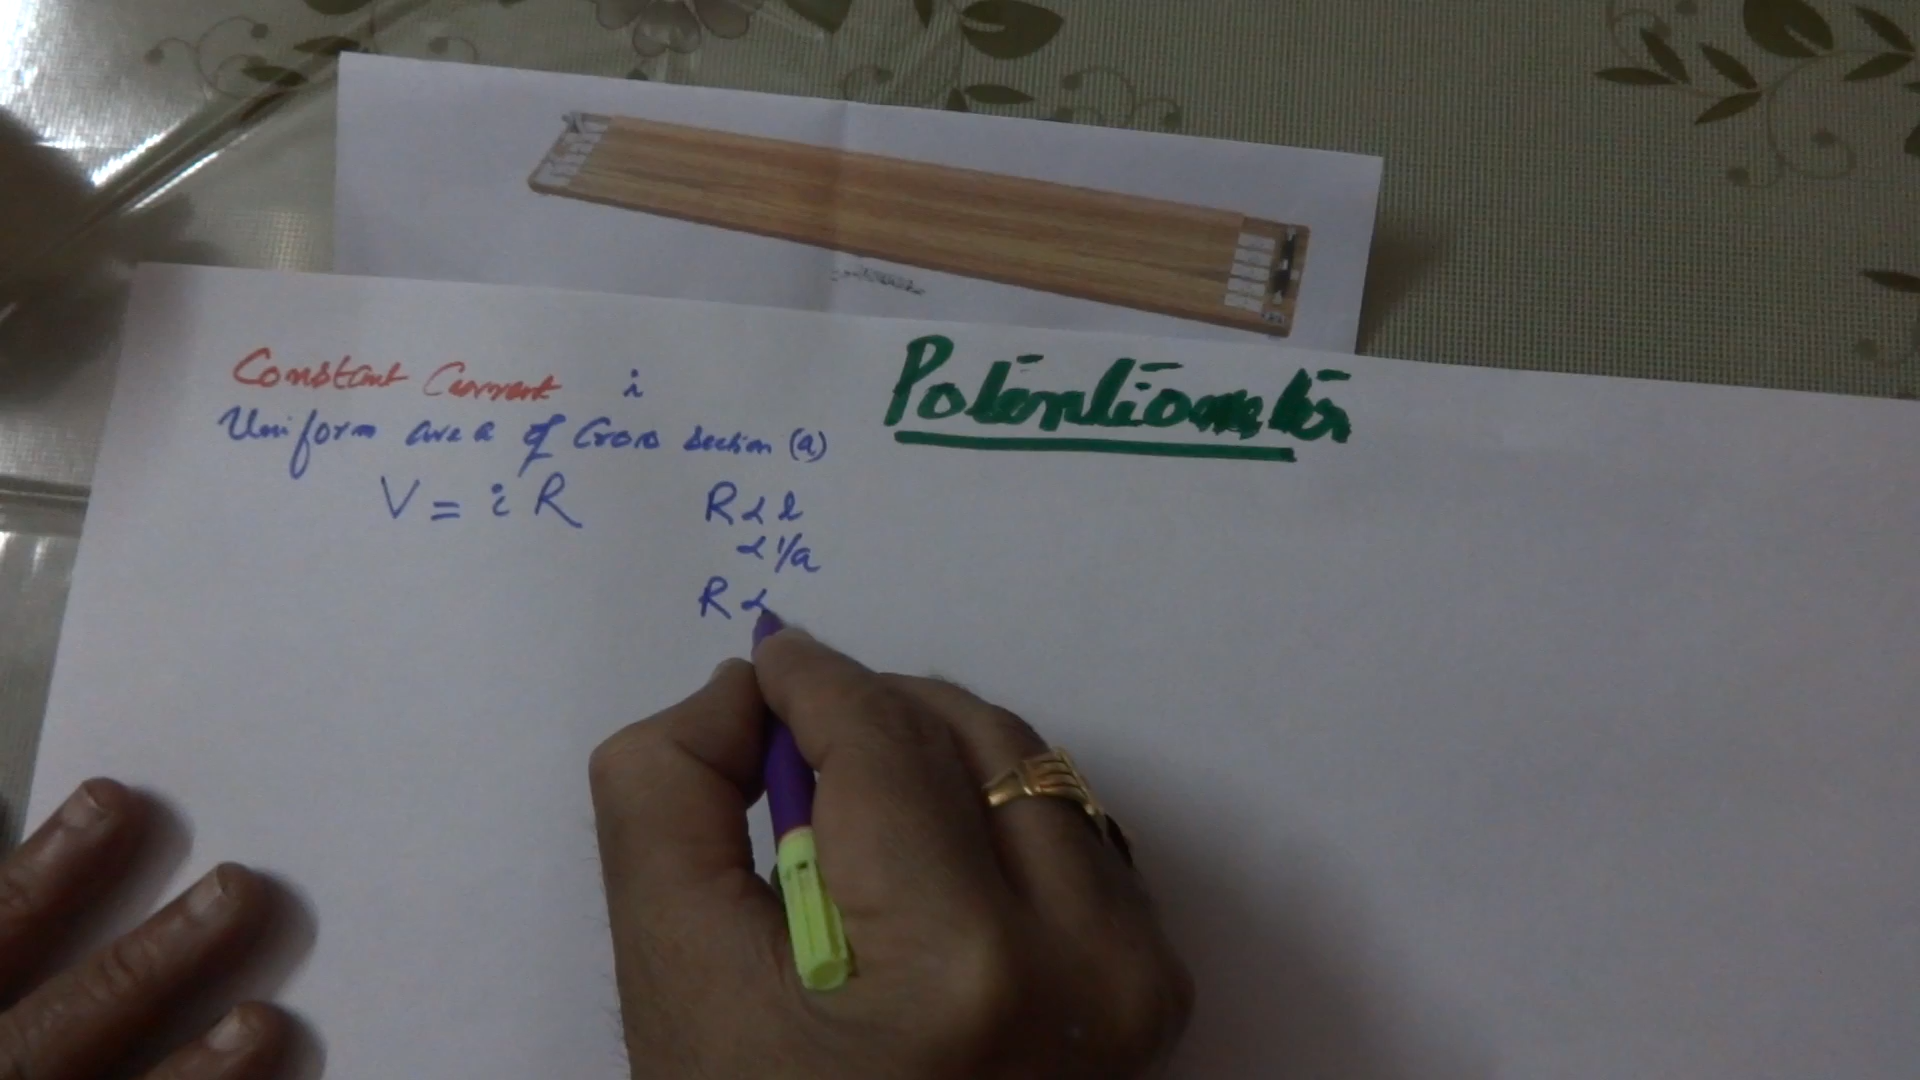 Potentiometer
Constant Current i
Uniform area of Cross Section (a)
V = i R
R α l
α 1/a
R α